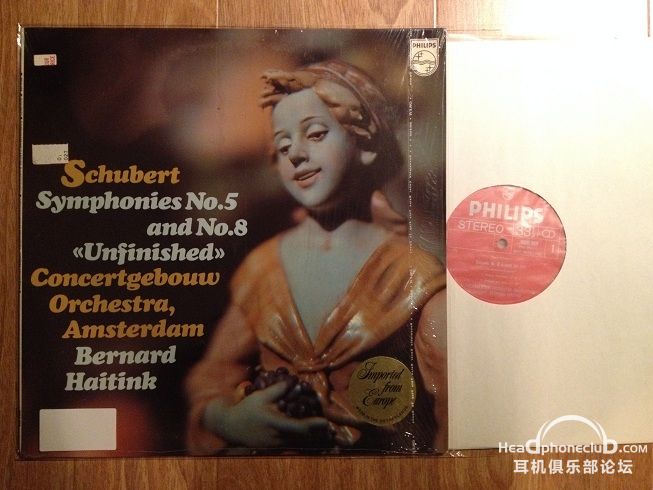 PHILIPS
Schubert
Symphonies No.5
and No.8
«Unfinished»
Concertgebouw
Orchestra,
Amsterdam
Bernard
Haitink
Imported
from
Europe
PHILIPS
STEREO 33
HeadphoneclUb.com
耳机俱乐部论坛